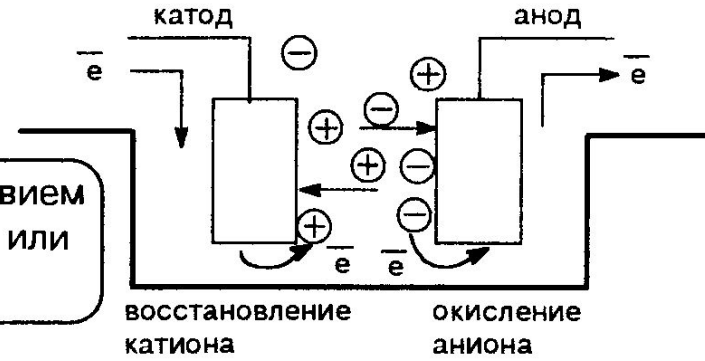 катод
анод
e
e
вием
или
e
e
восстановление
катиона
окисление
аниона